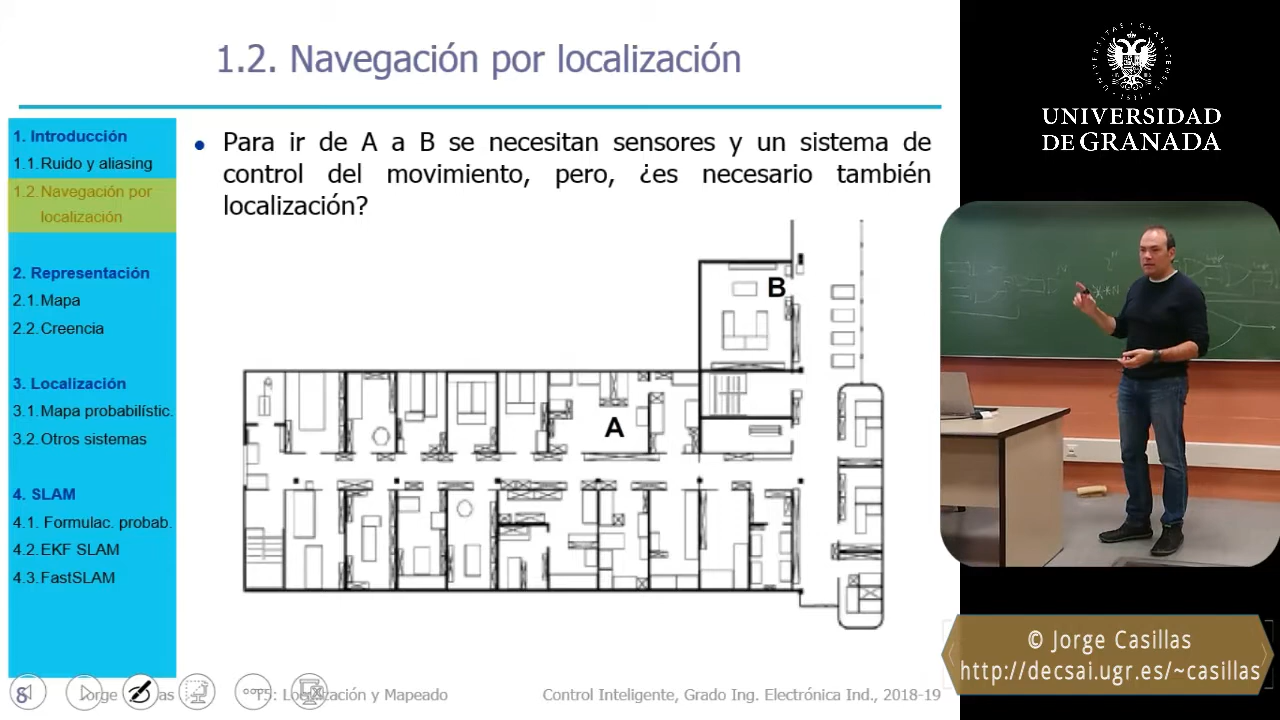 1.2. Navegación por localización
1. Introducción
1.1. Ruido y aliasing
1.2. Navegación por
localización
2. Representación
2.1. Mapa
2.2. Creencia
3. Localización
3.1. Mapa probabilístic.
3.2. Otros sistemas
4. SLAM
4.1. Formulac. probab.
4.2. EKF SLAM
4.3. FastSLAM
• Para ir de A a B se necesitan sensores y un sistema de
control del movimiento, pero, ¿es necesario también
localización?
B
A
8
Jorge as T5: Localización y Mapeado Control Inteligente, Grado Ing. Electrónica Ind., 2018-19
UNIVERSIDAD
DE GRANADA
© Jorge Casillas
http://decsai.ugr.es/~casillas